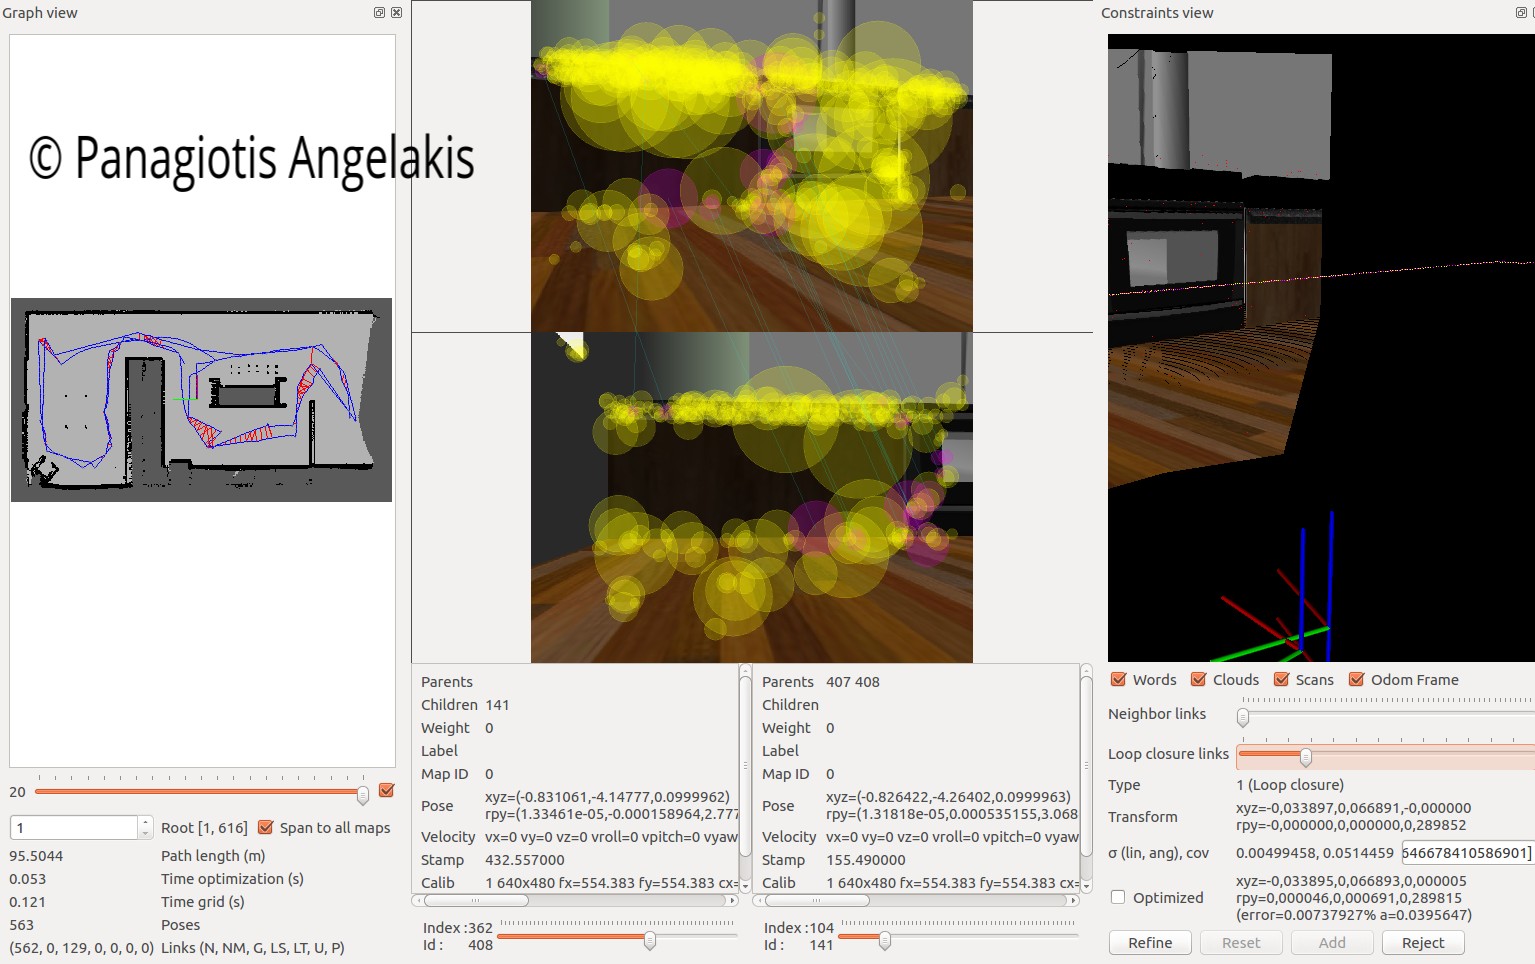 Graph view
Constraints view
© Panagiotis Angelakis
20
1
Root [1, 616]
Span to all maps
95.5044 Path length (m)
0.053 Time optimization (s)
0.121 Time grid (s)
563 Poses
(562, 0, 129, 0, 0, 0, 0) Links (N, NM, G, LS, LT, U, P)
Parents
Children 141
Weight 0
Label
Map ID 0
Pose xyz=(-0.831061,-4.14777,0.0999962)
rpy=(1.33461e-05,-0.000158964,2.777
Velocity vx=0 vy=0 vz=0 vroll=0 vpitch=0 vyaw
Stamp 432.557000
Calib 1 640x480 fx=554.383 fy=554.383 cx=
Index :362
Id : 408
Parents 407 408
Children
Weight 0
Label
Map ID 0
Pose xyz=(-0.826422,-4.26402,0.0999963)
rpy=(1.31818e-05,0.000535155,3.068
Velocity vx=0 vy=0 vz=0 vroll=0 vpitch=0 vyaw
Stamp 155.490000
Calib 1 640x480 fx=554.383 fy=554.383 cx=
Index :104
Id : 141
Words Clouds Scans Odom Frame
Neighbor links
Loop closure links
Type 1 (Loop closure)
Transform xyz=-0,033897,0,066891,-0,000000
rpy=-0,000000,0,000000,0,289852
σ (lin, ang), cov 0.00499458, 0.0514459 646678410586901]
Optimized xyz=-0,033895,0,066893,0,000005
rpy=0,000046,0,000691,0,289815
(error=0.00737927% a=0.0395647)
Refine Reset Add Reject